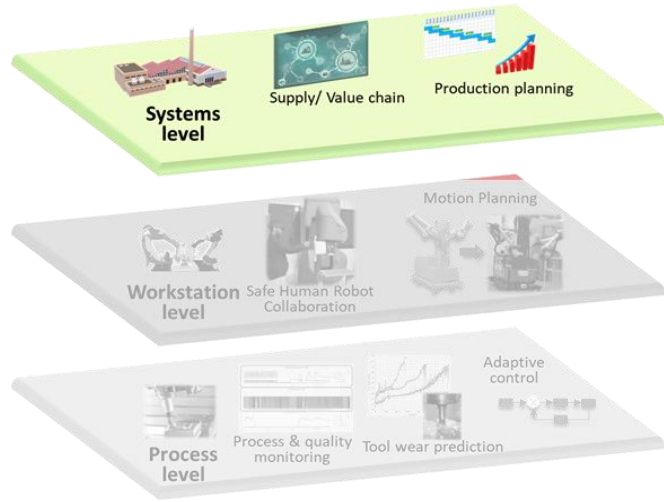 Systems
level
Supply/ Value chain
Production planning
Workstation
level
Safe Human Robot
Collaboration
Motion Planning
Process
level
Process & quality
monitoring
Tool wear prediction
Adaptive
control